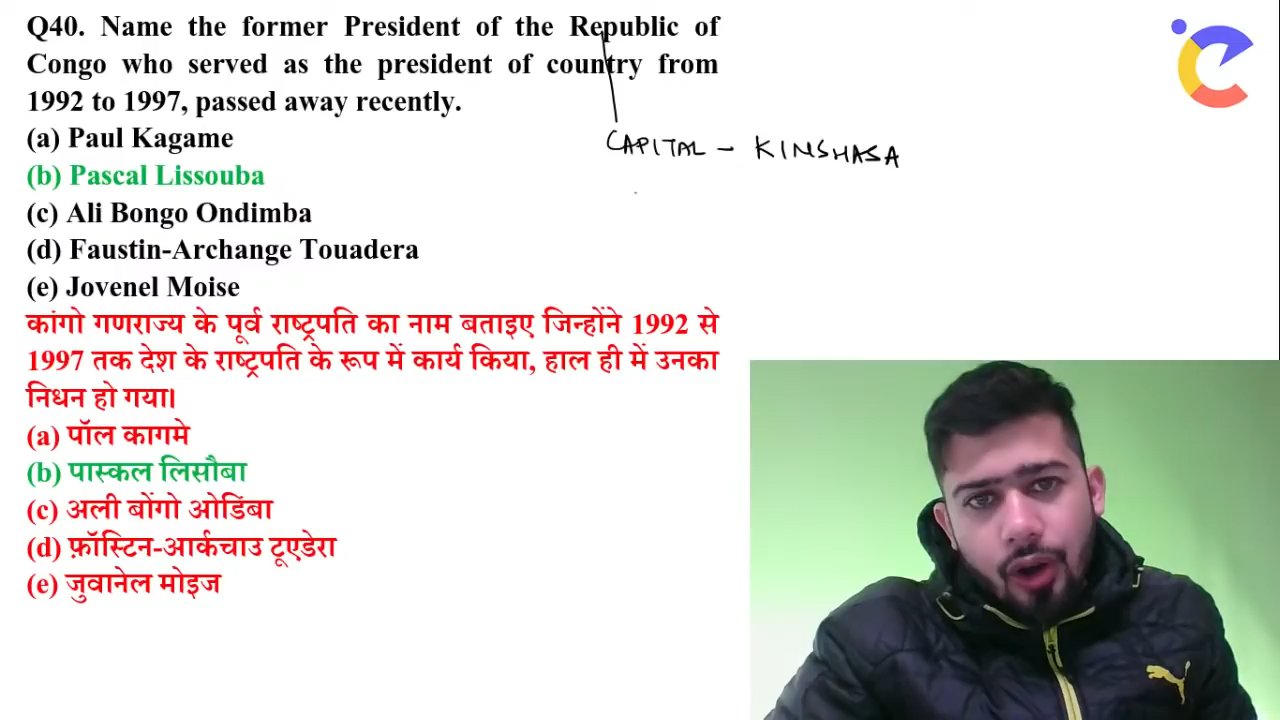 Q40. Name the former President of the Republic of
Congo who served as the president of country from
1992 to 1997, passed away recently.
(a) Paul Kagame
CAPITAL - KINSHASA
(b) Pascal Lissouba
(c) Ali Bongo Ondimba
(d) Faustin-Archange Touadera
(e) Jovenel Moise
कांगो गणराज्य के पूर्व राष्ट्रपति का नाम बताइए जिन्होंने 1992 से
1997 तक देश के राष्ट्रपति के रूप में कार्य किया, हाल ही में उनका
निधन हो गया।
(a) पॉल कागमे
(b) पास्कल लिसौबा
(c) अली बोंगो ओडिंबा
(d) फ़ॉस्टिन-आर्कचाउ टूएडेरा
(e) जुवानेल मोइज